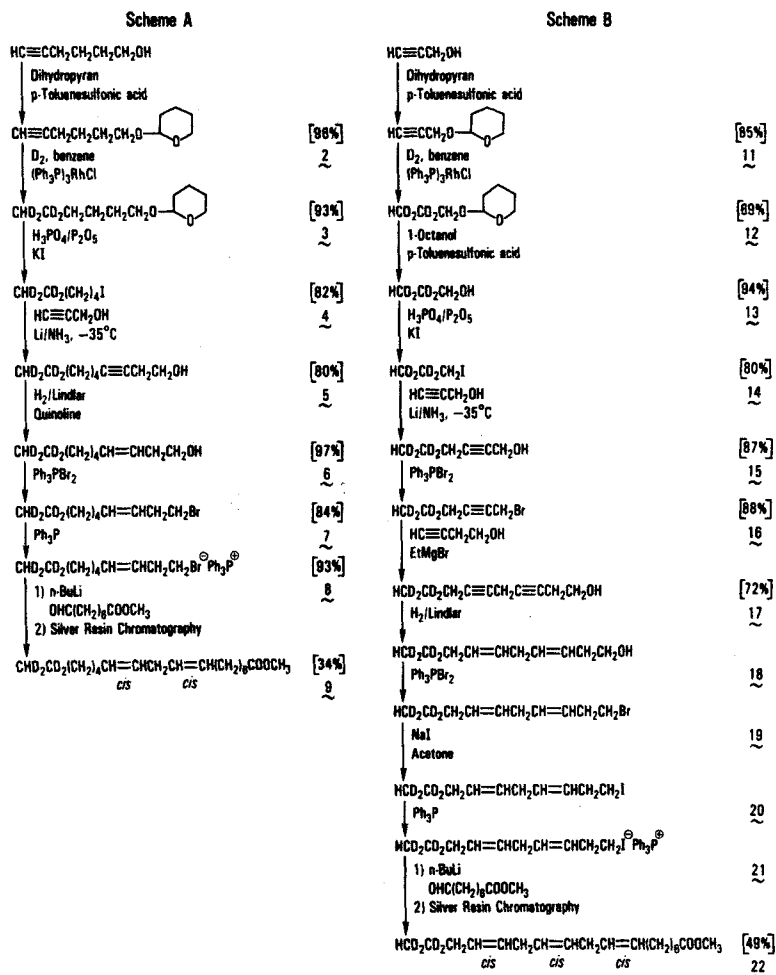 Scheme A
HC≡CCH2CH2CH2CH2OH
Dihydropyran
p-Toluenesulfonic acid
CH≡CCH2CH2CH2CH2O
O
[96%]
2
D2, benzene
(Ph3P)3RhCl
CHD2CD2CH2CH2CH2CH2O
O
[93%]
3
H3PO4/P2O5
KI
CHD2CD2(CH2)4I
[82%]
4
HC≡CCH2OH
Li/NH3, −35°C
CHD2CD2(CH2)4C≡CCH2CH2OH
[80%]
5
H2/Lindlar
Quinoline
CHD2CD2(CH2)4CH=CHCH2CH2OH
[97%]
6
Ph3PBr2
CHD2CD2(CH2)4CH=CHCH2CH2Br
[84%]
7
Ph3P
CHD2CD2(CH2)4CH=CHCH2CH2Br⊖Ph3P⊕
[93%]
8
1) n-BuLi
OHC(CH2)6COOCH3
2) Silver Resin Chromatography
CHD2CD2(CH2)4CH=CHCH2CH=CH(CH2)6COOCH3
cis
cis
[34%]
9
Scheme B
HC≡CCH2OH
Dihydropyran
p-Toluenesulfonic acid
HC≡CCH2O
O
[85%]
11
D2, benzene
(Ph3P)3RhCl
HCD2CD2CH2O
O
[69%]
12
1-Octanol
p-Toluenesulfonic acid
HCD2CD2CH2OH
[94%]
13
H3PO4/P2O5
KI
HCD2CD2CH2I
[80%]
14
HC≡CCH2OH
Li/NH3, −35°C
HCD2CD2CH2C≡CCH2OH
[87%]
15
Ph3PBr2
HCD2CD2CH2C≡CCH2Br
[88%]
16
HC≡CCH2CH2OH
EtMgBr
HCD2CD2CH2C≡CCH2C≡CCH2CH2OH
[72%]
17
H2/Lindlar
HCD2CD2CH2CH=CHCH2CH=CHCH2CH2OH
18
Ph3PBr2
HCD2CD2CH2CH=CHCH2CH=CHCH2CH2Br
19
NaI
Acetone
HCD2CD2CH2CH=CHCH2CH=CHCH2CH2I
20
Ph3P
HCD2CD2CH2CH=CHCH2CH=CHCH2CH2I⊖Ph3P⊕
21
1) n-BuLi
OHC(CH2)6COOCH3
2) Silver Resin Chromatography
HCD2CD2CH2CH=CHCH2CH=CHCH2CH=CH(CH2)6COOCH3
cis
cis
cis
[49%]
22